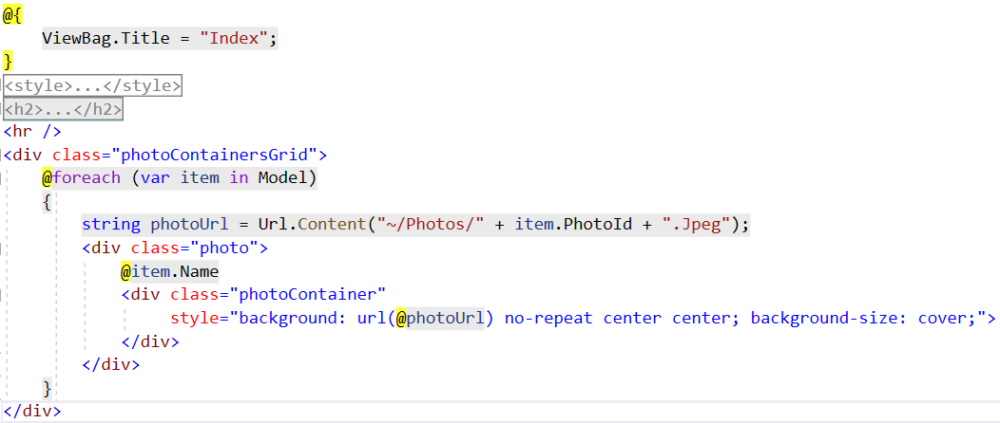 @{
    ViewBag.Title = "Index";
}
<style>...</style>
<h2>...</h2>
<hr />
<div class="photoContainersGrid">
    @foreach (var item in Model)
    {
        string photoUrl = Url.Content("~/Photos/" + item.PhotoId + ".Jpeg");
        <div class="photo">
            @item.Name
            <div class="photoContainer"
                 style="background: url(@photoUrl) no-repeat center center; background-size: cover;">
            </div>
        </div>
    }
</div>